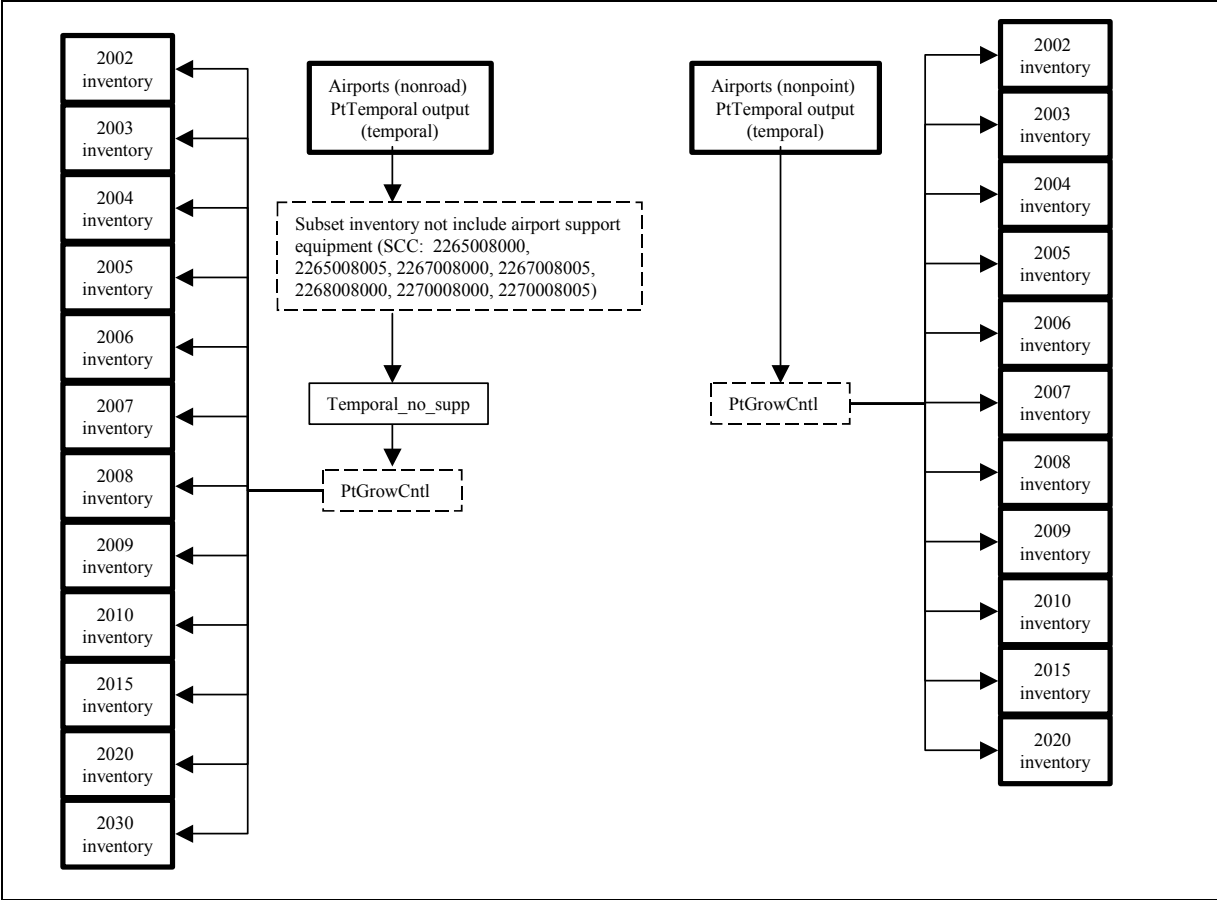 2002
inventory
2003
inventory
2004
inventory
2005
inventory
2006
inventory
2007
inventory
2008
inventory
2009
inventory
2010
inventory
2015
inventory
2020
inventory
2030
inventory
Airports (nonroad)
PtTemporal output
(temporal)
Subset inventory not include airport support
equipment (SCC: 2265008000,
2265008005, 2267008000, 2267008005,
2268008000, 2270008000, 2270008005)
Temporal_no_supp
PtGrowCntl
Airports (nonpoint)
PtTemporal output
(temporal)
PtGrowCntl
2002
inventory
2003
inventory
2004
inventory
2005
inventory
2006
inventory
2007
inventory
2008
inventory
2009
inventory
2010
inventory
2015
inventory
2020
inventory